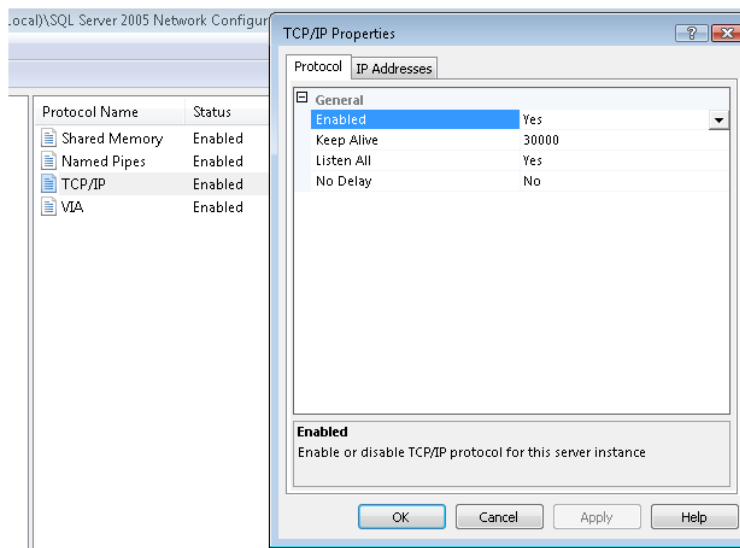 .ocal)\SQL Server 2005 Network Configur
TCP/IP Properties
Protocol IP Addresses
Protocol Name Status
Shared Memory Enabled
Named Pipes Enabled
TCP/IP Enabled
VIA Enabled
General
Enabled Yes
Keep Alive 30000
Listen All Yes
No Delay No
Enabled
Enable or disable TCP/IP protocol for this server instance
OK Cancel Apply Help